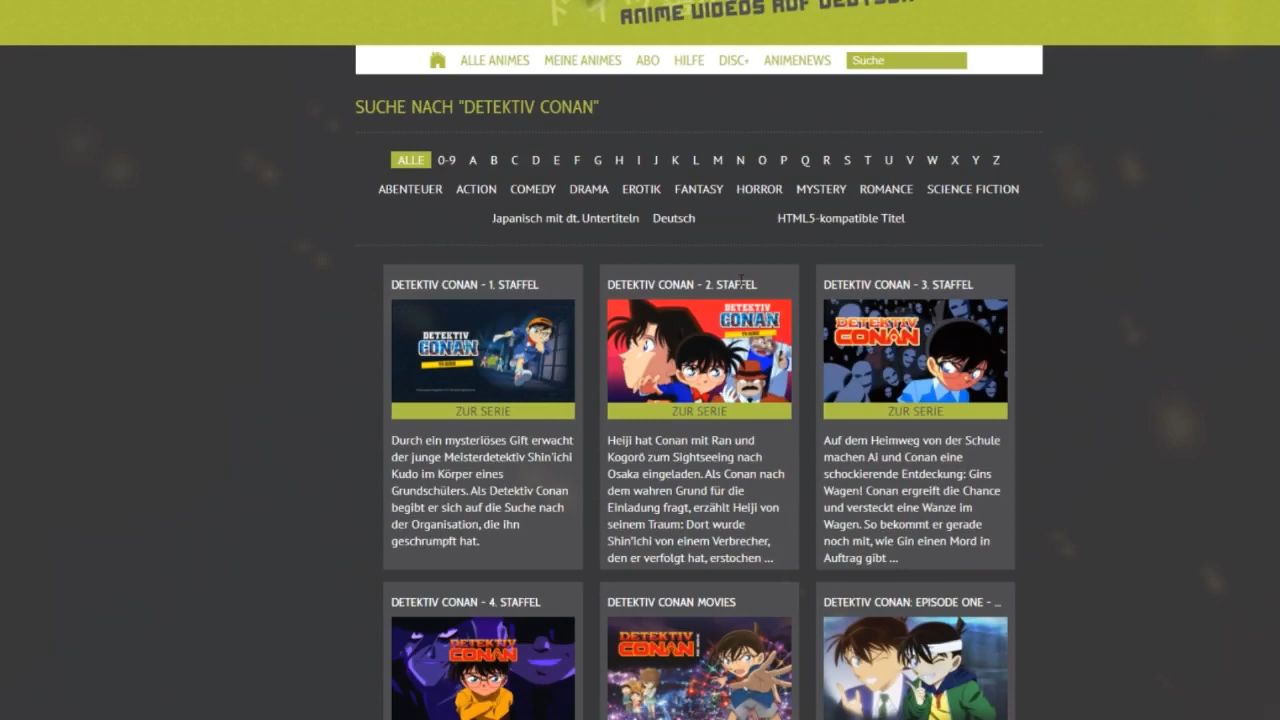 ANIME VIDEOS AUF DEUTSCH
ALLE ANIMES MEINE ANIMES ABO HILFE DISC+ ANIMENEWS Suche
SUCHE NACH "DETEKTIV CONAN"
ALLE 0-9 A B C D E F G H I J K L M N O P Q R S T U V W X Y Z
ABENTEUER ACTION COMEDY DRAMA EROTIK FANTASY HORROR MYSTERY ROMANCE SCIENCE FICTION
Japanisch mit dt. Untertiteln Deutsch HTML5-kompatible Titel
DETEKTIV CONAN - 1. STAFFEL
DETEKTIV
CONAN
ZUR SERIE
Durch ein mysteriöses Gift erwacht
der junge Meisterdetektiv Shin'ichi
Kudo im Körper eines
Grundschülers. Als Detektiv Conan
begibt er sich auf die Suche nach
der Organisation, die ihn
geschrumpft hat.
DETEKTIV CONAN - 2. STAFFEL
DETEKTIV
CONAN
ZUR SERIE
Heiji hat Conan mit Ran und
Kogorô zum Sightseeing nach
Osaka eingeladen. Als Conan nach
dem wahren Grund für die
Einladung fragt, erzählt Heiji von
seinem Traum: Dort wurde
Shin'ichi von einem Verbrecher,
den er verfolgt hat, erstochen ...
DETEKTIV CONAN - 3. STAFFEL
DETEKTIV
CONAN
ZUR SERIE
Auf dem Heimweg von der Schule
machen Ai und Conan eine
schockierende Entdeckung: Gins
Wagen! Conan ergreift die Chance
und versteckt eine Wanze im
Wagen. So bekommt er gerade
noch mit, wie Gin einen Mord in
Auftrag gibt ...
DETEKTIV CONAN - 4. STAFFEL
DETEKTIV
CONAN
DETEKTIV CONAN MOVIES
DETEKTIV
CONAN
DETEKTIV CONAN: EPISODE ONE - ...